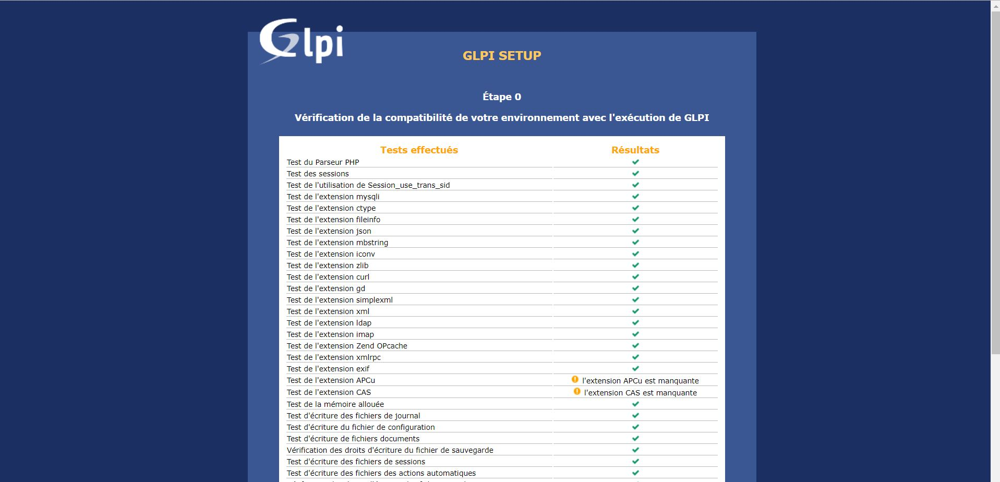 Glpi
GLPI SETUP
Étape 0
Vérification de la compatibilité de votre environnement avec l'exécution de GLPI
Tests effectués Résultats
Test du Parseur PHP
Test des sessions
Test de l'utilisation de Session_use_trans_sid
Test de l'extension mysqli
Test de l'extension ctype
Test de l'extension fileinfo
Test de l'extension json
Test de l'extension mbstring
Test de l'extension iconv
Test de l'extension zlib
Test de l'extension curl
Test de l'extension gd
Test de l'extension simplexml
Test de l'extension xml
Test de l'extension ldap
Test de l'extension imap
Test de l'extension Zend OPcache
Test de l'extension xmlrpc
Test de l'extension exif
Test de l'extension APCu l'extension APCu est manquante
Test de l'extension CAS l'extension CAS est manquante
Test de la mémoire allouée
Test d'écriture des fichiers de journal
Test d'écriture du fichier de configuration
Test d'écriture de fichiers documents
Vérification des droits d'écriture du fichier de sauvegarde
Test d'écriture des fichiers de sessions
Test d'écriture des fichiers des actions automatiques